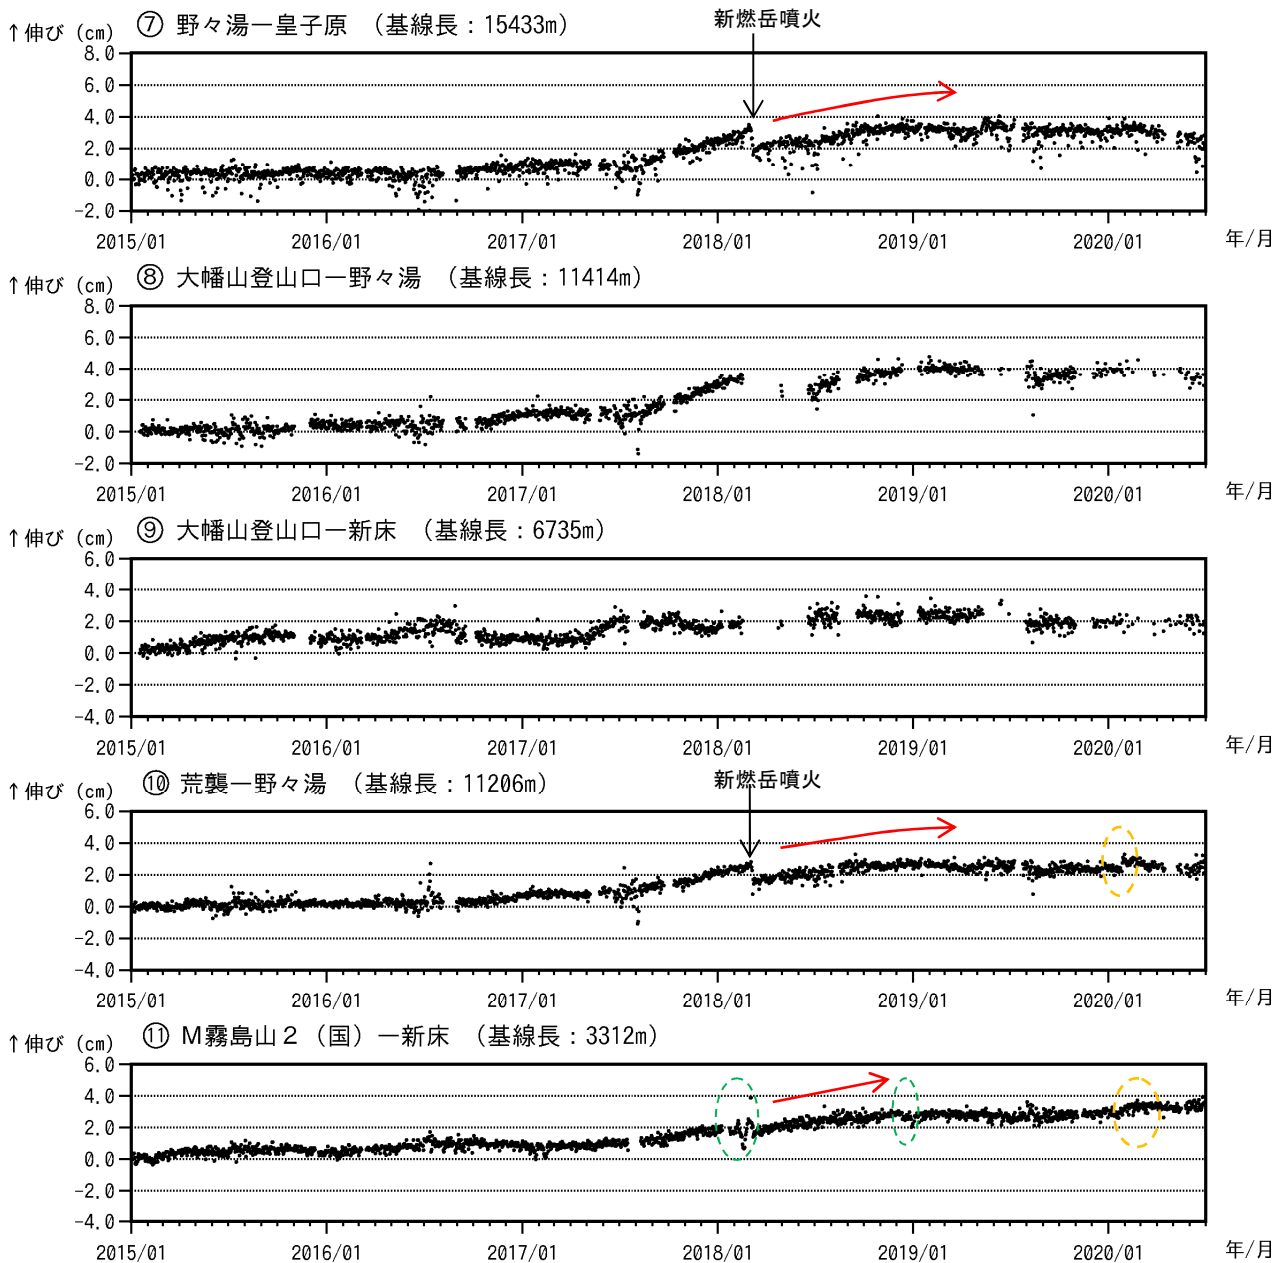 ⑦ 野々湯－皇子原 （基線長：15433m）
新燃岳噴火
↑伸び (cm)
8.0
6.0
4.0
2.0
0.0
-2.0
2015/01 2016/01 2017/01 2018/01 2019/01 2020/01 年/月
⑧ 大幡山登山口－野々湯 （基線長：11414m）
↑伸び (cm)
8.0
6.0
4.0
2.0
0.0
-2.0
2015/01 2016/01 2017/01 2018/01 2019/01 2020/01 年/月
⑨ 大幡山登山口－新床 （基線長：6735m）
↑伸び (cm)
6.0
4.0
2.0
0.0
-2.0
-4.0
2015/01 2016/01 2017/01 2018/01 2019/01 2020/01 年/月
⑩ 荒襲－野々湯 （基線長：11206m）
新燃岳噴火
↑伸び (cm)
6.0
4.0
2.0
0.0
-2.0
-4.0
2015/01 2016/01 2017/01 2018/01 2019/01 2020/01 年/月
⑪ Ｍ霧島山２（国）－新床 （基線長：3312m）
↑伸び (cm)
6.0
4.0
2.0
0.0
-2.0
-4.0
2015/01 2016/01 2017/01 2018/01 2019/01 2020/01 年/月